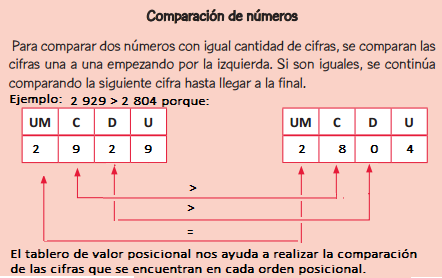 Comparación de números
Para comparar dos números con igual cantidad de cifras, se comparan las
cifras una a una empezando por la izquierda. Si son iguales, se continúa
comparando la siguiente cifra hasta llegar a la final.
Ejemplo: 2 929 > 2 804 porque:
UM C D U
2 9 2 9
UM C D U
2 8 0 4
>
>
=
El tablero de valor posicional nos ayuda a realizar la comparación
de las cifras que se encuentran en cada orden posicional.